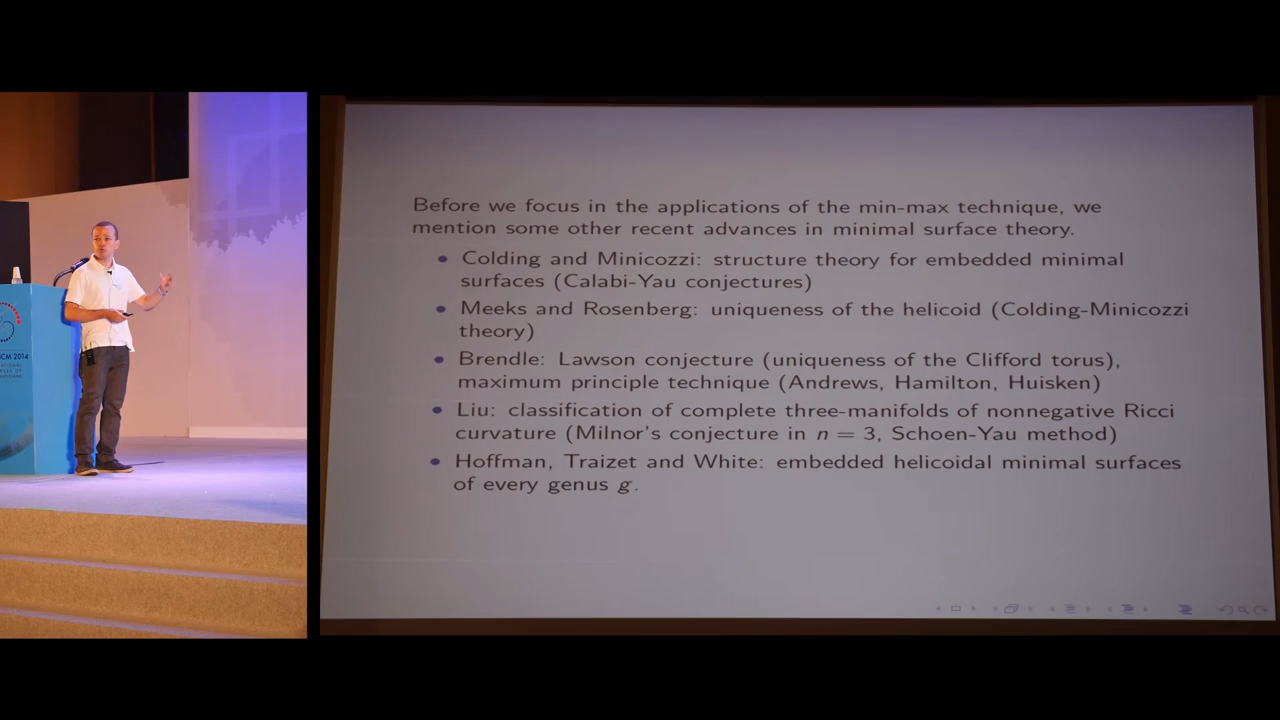 Before we focus in the applications of the min-max technique, we
mention some other recent advances in minimal surface theory.
• Colding and Minicozzi: structure theory for embedded minimal
surfaces (Calabi-Yau conjectures)
• Meeks and Rosenberg: uniqueness of the helicoid (Colding-Minicozzi
theory)
• Brendle: Lawson conjecture (uniqueness of the Clifford torus),
maximum principle technique (Andrews, Hamilton, Huisken)
• Liu: classification of complete three-manifolds of nonnegative Ricci
curvature (Milnor's conjecture in n = 3, Schoen-Yau method)
• Hoffman, Traizet and White: embedded helicoidal minimal surfaces
of every genus g.
CM 2014